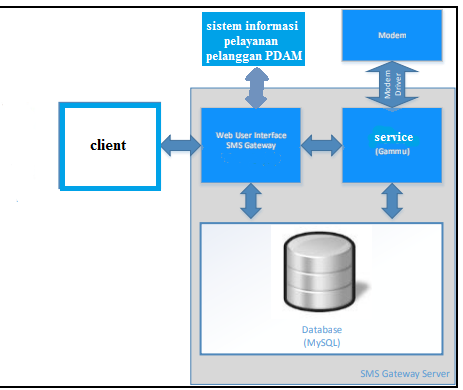 sistem informasi
pelayanan
pelanggan PDAM
Modem
Modem
Driver
client
Web User Interface
SMS Gateway
service
(Gammu)
Database
(MySQL)
SMS Gateway Server